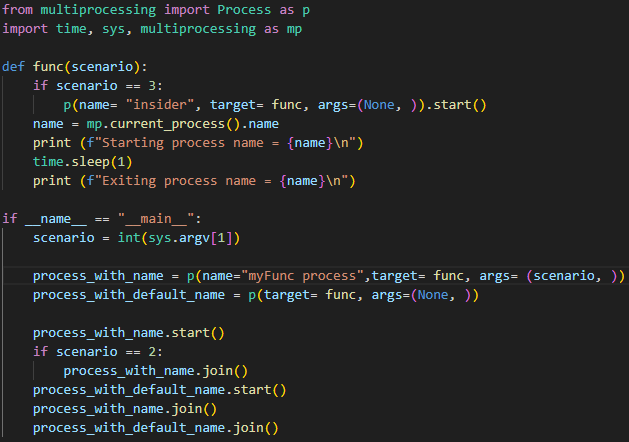 from multiprocessing import Process as p
import time, sys, multiprocessing as mp

def func(scenario):
    if scenario == 3:
        p(name= "insider", target= func, args=(None, )).start()
    name = mp.current_process().name
    print (f"Starting process name = {name}\n")
    time.sleep(1)
    print (f"Exiting process name = {name}\n")

if __name__ == "__main__":
    scenario = int(sys.argv[1])

    process_with_name = p(name="myFunc process",target= func, args= (scenario, ))
    process_with_default_name = p(target= func, args=(None, ))

    process_with_name.start()
    if scenario == 2:
        process_with_name.join()
    process_with_default_name.start()
    process_with_name.join()
    process_with_default_name.join()